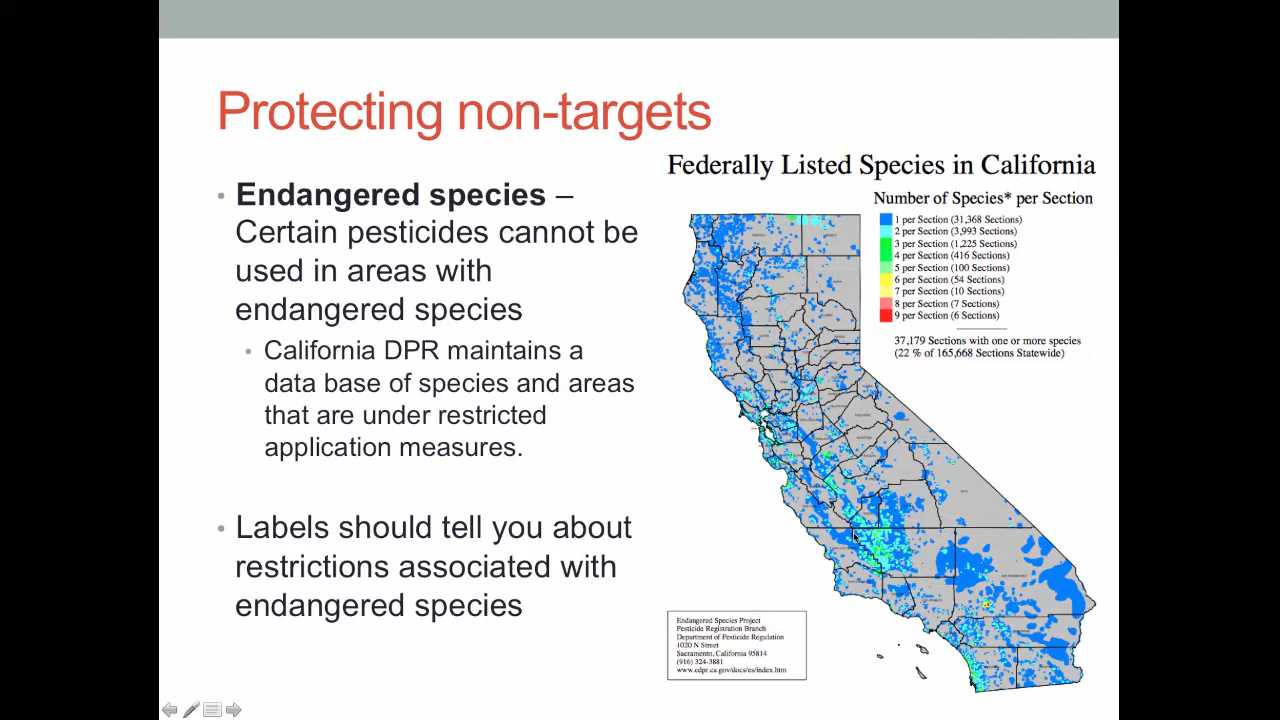 Protecting non-targets
• Endangered species –
Certain pesticides cannot be
used in areas with
endangered species
• California DPR maintains a
data base of species and areas
that are under restricted
application measures.
• Labels should tell you about
restrictions associated with
endangered species
Federally Listed Species in California
Number of Species* per Section
1 per Section (31,368 Sections)
2 per Section (3,993 Sections)
3 per Section (1,225 Sections)
4 per Section (416 Sections)
5 per Section (100 Sections)
6 per Section (54 Sections)
7 per Section (10 Sections)
8 per Section (7 Sections)
9 per Section (6 Sections)
37,179 Sections with one or more species
(22 % of 165,668 Sections Statewide)
Endangered Species Project
Pesticide Registration Branch
Department of Pesticide Regulation
1020 N Street
Sacramento, California 95814
(916) 324-3881
www.cdpr.ca.gov/docs/es/index.htm